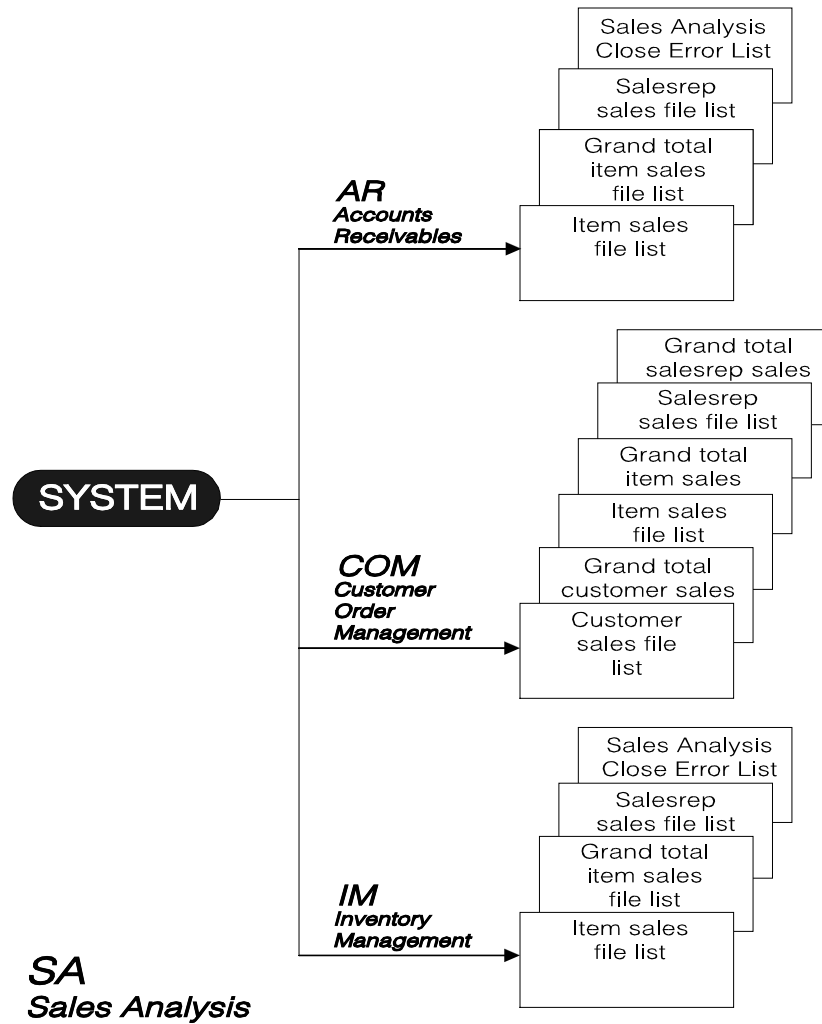 Sales Analysis
Close Error List
Salesrep
sales file list
Grand total
item sales
file list
Item sales
file list
AR
Accounts
Receivables
Grand total
salesrep sales
Salesrep
sales file list
Grand total
item sales
Item sales
file list
Grand total
customer sales
Customer
sales file
list
SYSTEM
COM
Customer
Order
Management
Sales Analysis
Close Error List
Salesrep
sales file list
Grand total
item sales
file list
Item sales
file list
IM
Inventory
Management
SA
Sales Analysis